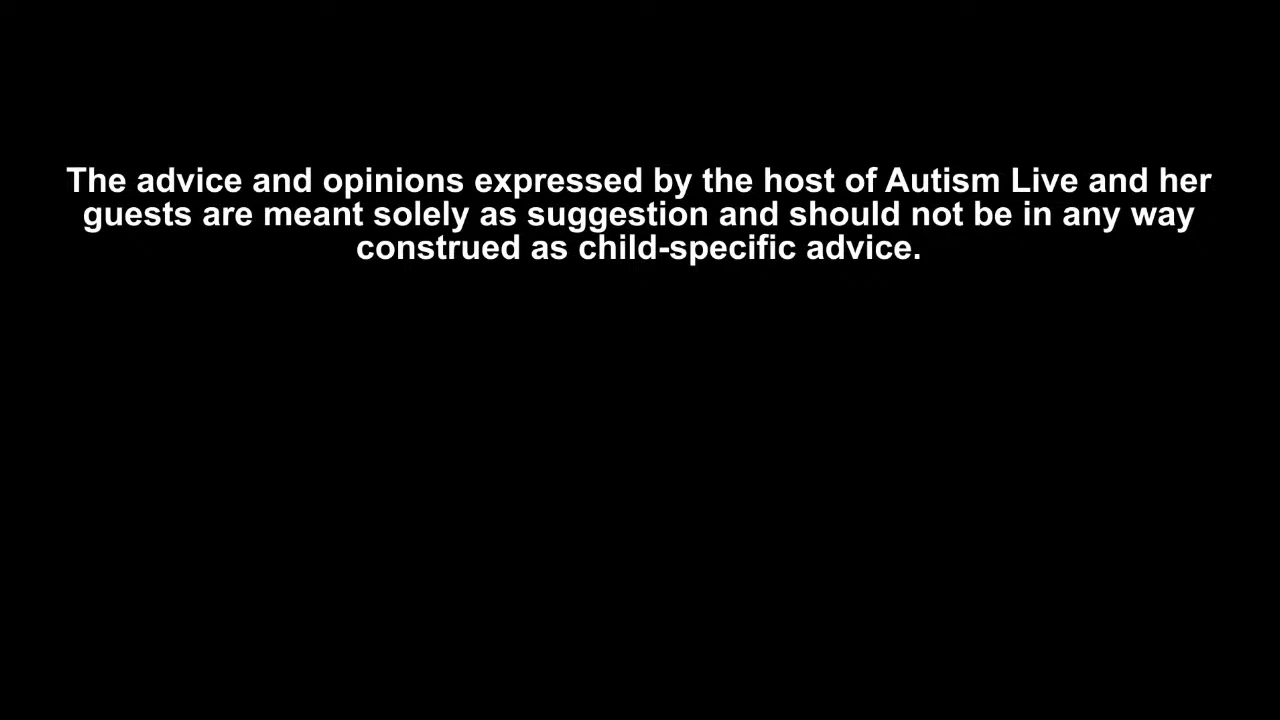 The advice and opinions expressed by the host of Autism Live and her
guests are meant solely as suggestion and should not be in any way
construed as child-specific advice.